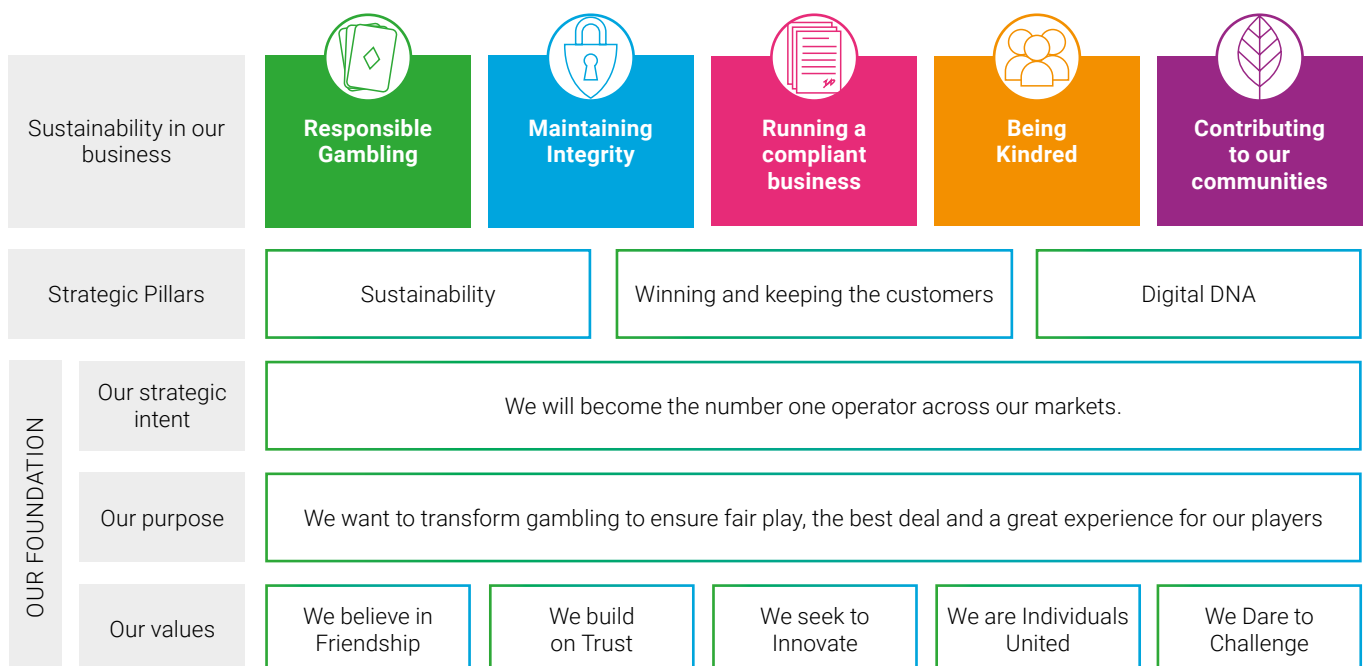 Sustainability in our
business
Responsible
Gambling
Maintaining
Integrity
Running a
compliant
business
Being
Kindred
Contributing
to our
communities
Strategic Pillars
Sustainability
Winning and keeping the customers
Digital DNA
OUR FOUNDATION
Our strategic
intent
We will become the number one operator across our markets.
Our purpose
We want to transform gambling to ensure fair play, the best deal and a great experience for our players
Our values
We believe in
Friendship
We build
on Trust
We seek to
Innovate
We are Individuals
United
We Dare to
Challenge